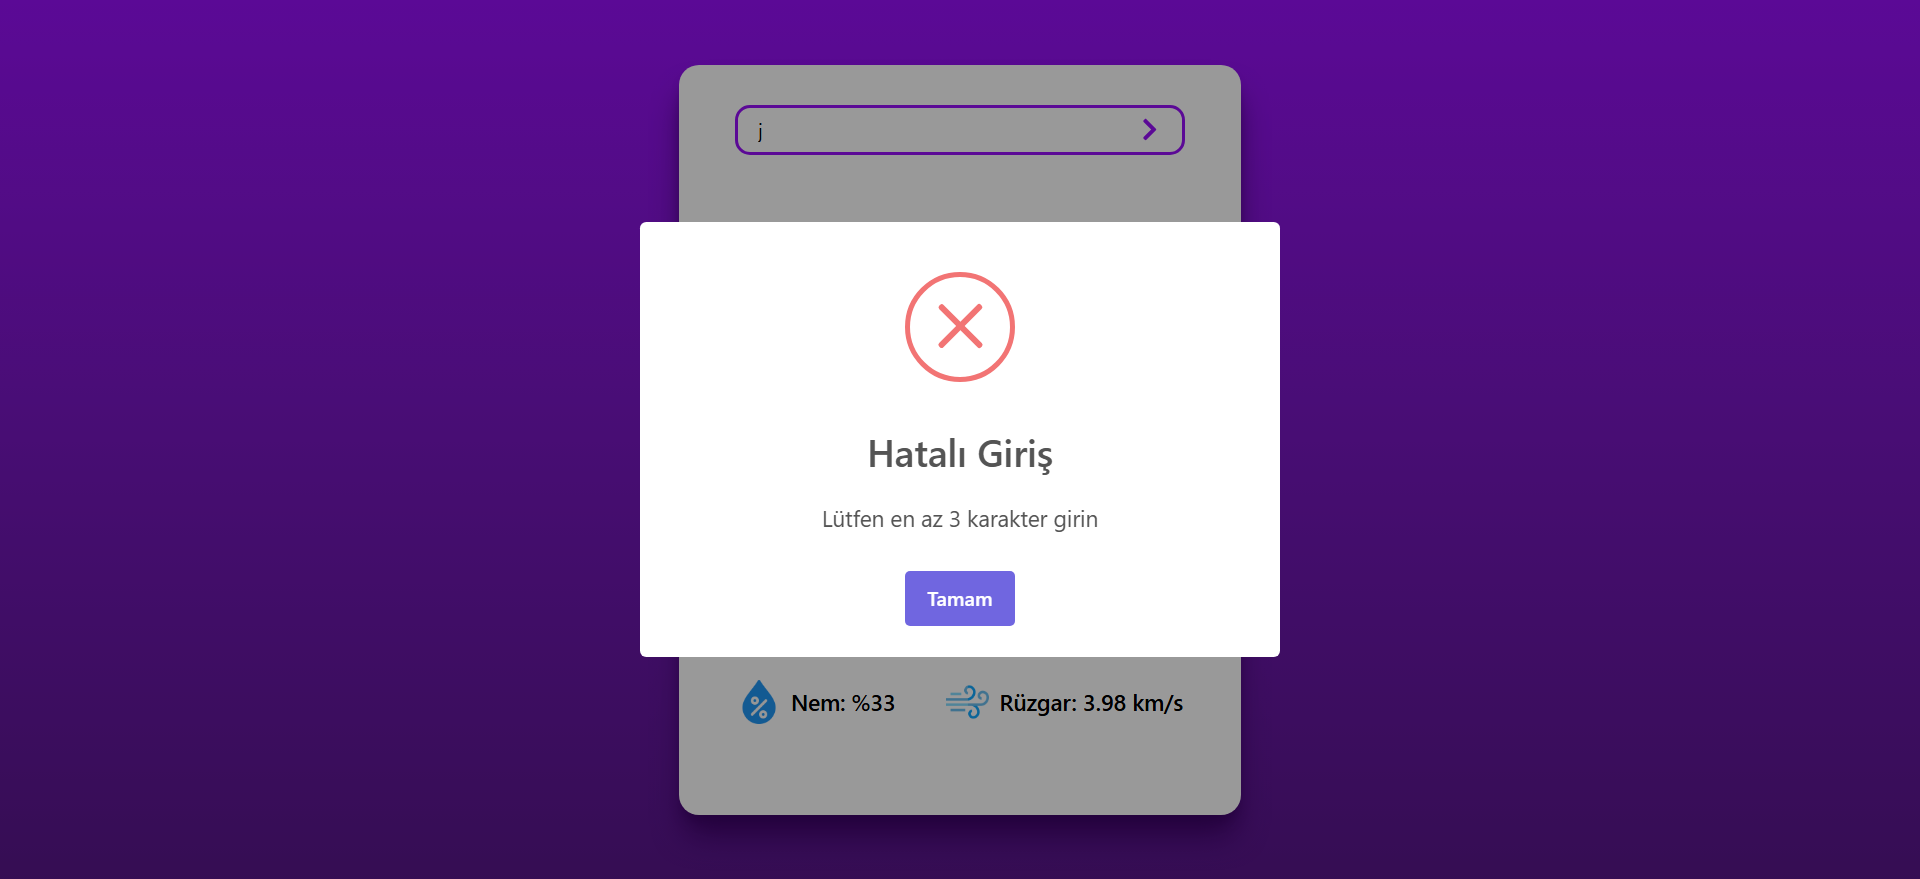 j
Hatalı Giriş
Lütfen en az 3 karakter girin
Tamam
Nem: %33
Rüzgar: 3.98 km/s